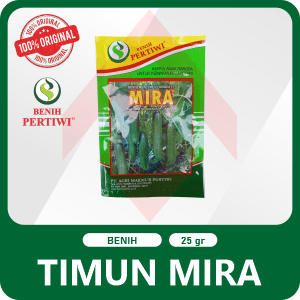 100% ORIGINAL
100% ORIGINAL
BENIH
PERTIWI
BENIH
PERTIWI
MIRA
PT. AGRI MAKMUR PERTIWI
BENIH
25 gr
TIMUN MIRA